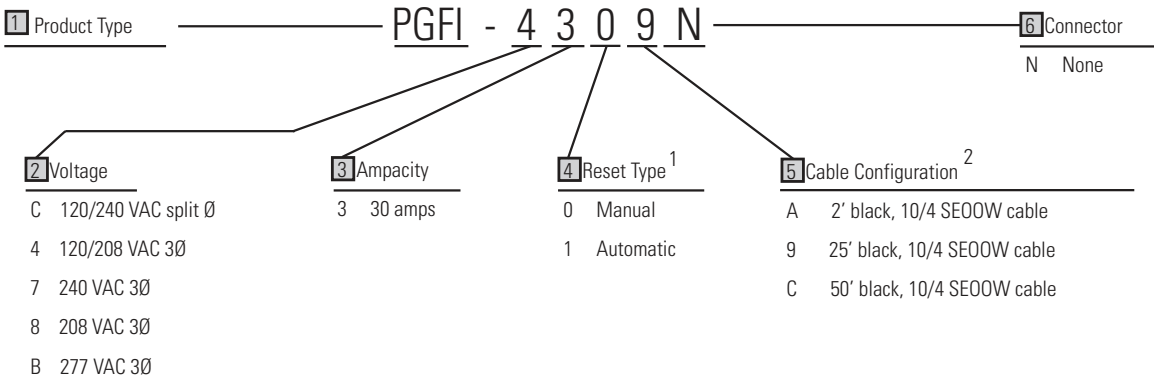 1 Product Type
PGFI - 4 3 0 9 N
6 Connector
N None
2 Voltage
C 120/240 VAC split Ø
4 120/208 VAC 3Ø
7 240 VAC 3Ø
8 208 VAC 3Ø
B 277 VAC 3Ø
3 Ampacity
3 30 amps
4 Reset Type 1
0 Manual
1 Automatic
5 Cable Configuration 2
A 2’ black, 10/4 SEOOW cable
9 25’ black, 10/4 SEOOW cable
C 50’ black, 10/4 SEOOW cable